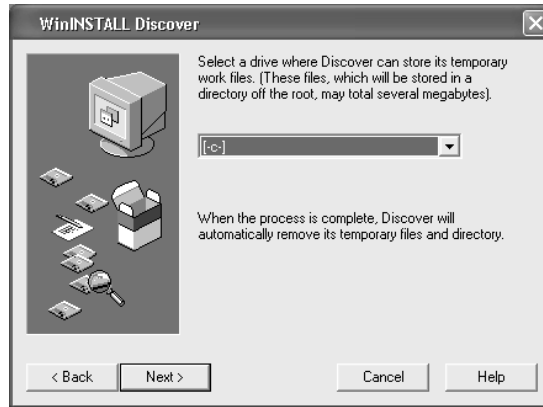 WinINSTALL Discover
Select a drive where Discover can store its temporary
work files. (These files, which will be stored in a
directory off the root, may total several megabytes).
[-c-]
When the process is complete, Discover will
automatically remove its temporary files and directory.
< Back
Next >
Cancel
Help